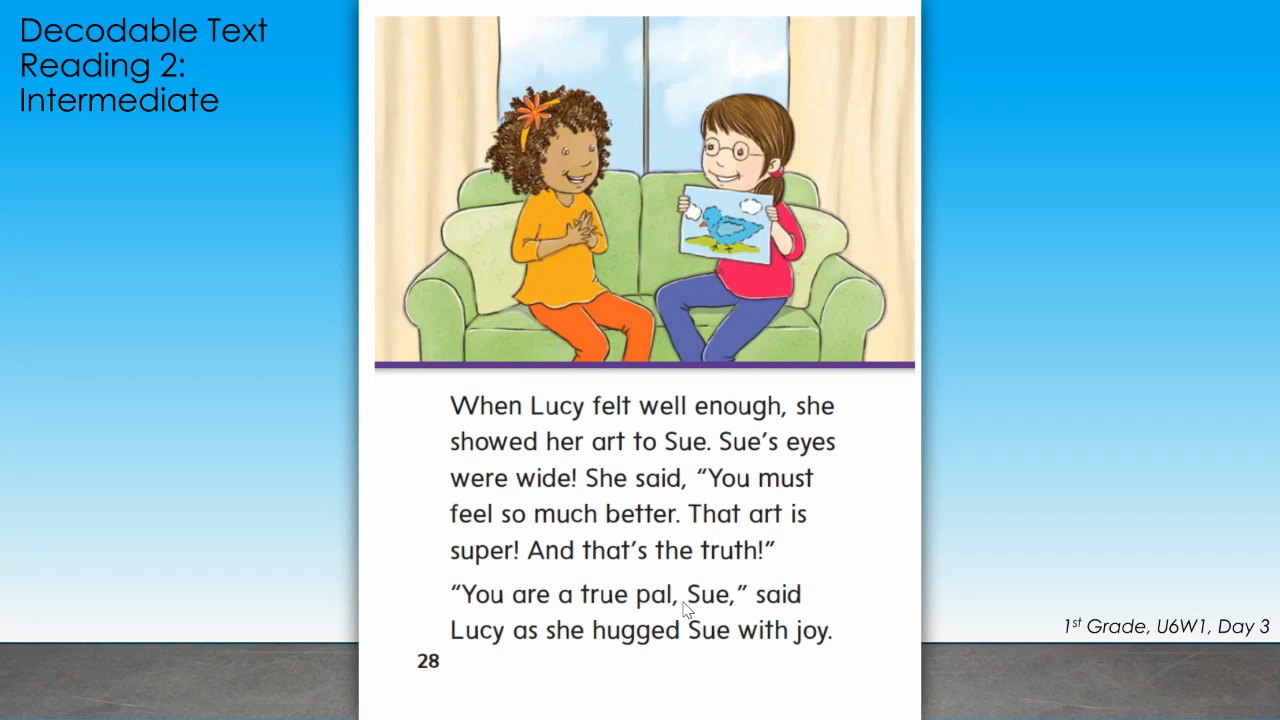 Decodable Text
Reading 2:
Intermediate
When Lucy felt well enough, she
showed her art to Sue. Sue’s eyes
were wide! She said, “You must
feel so much better. That art is
super! And that’s the truth!”
“You are a true pal, Sue,” said
Lucy as she hugged Sue with joy.
28
1st Grade, U6W1, Day 3